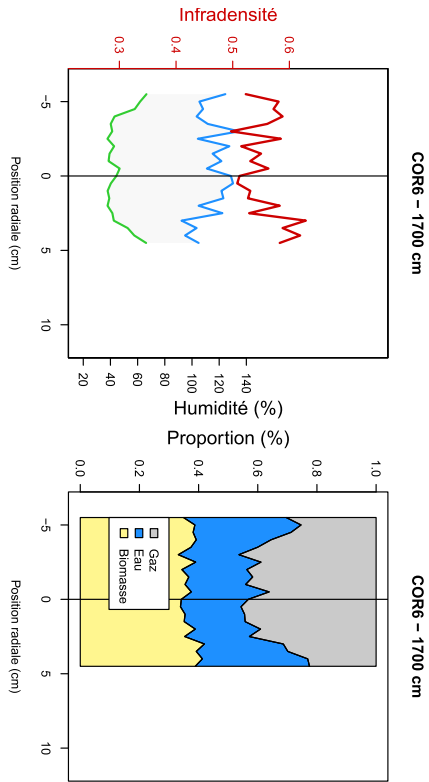 Infradensité
0.3 0.4 0.5 0.6
COR6 − 1700 cm
−5 0 5 10
Position radiale (cm)
20 40 60 80 100 120 140
Humidité (%)
Proportion (%)
0.0 0.2 0.4 0.6 0.8 1.0
COR6 − 1700 cm
Gaz
Eau
Biomasse
−5 0 5 10
Position radiale (cm)